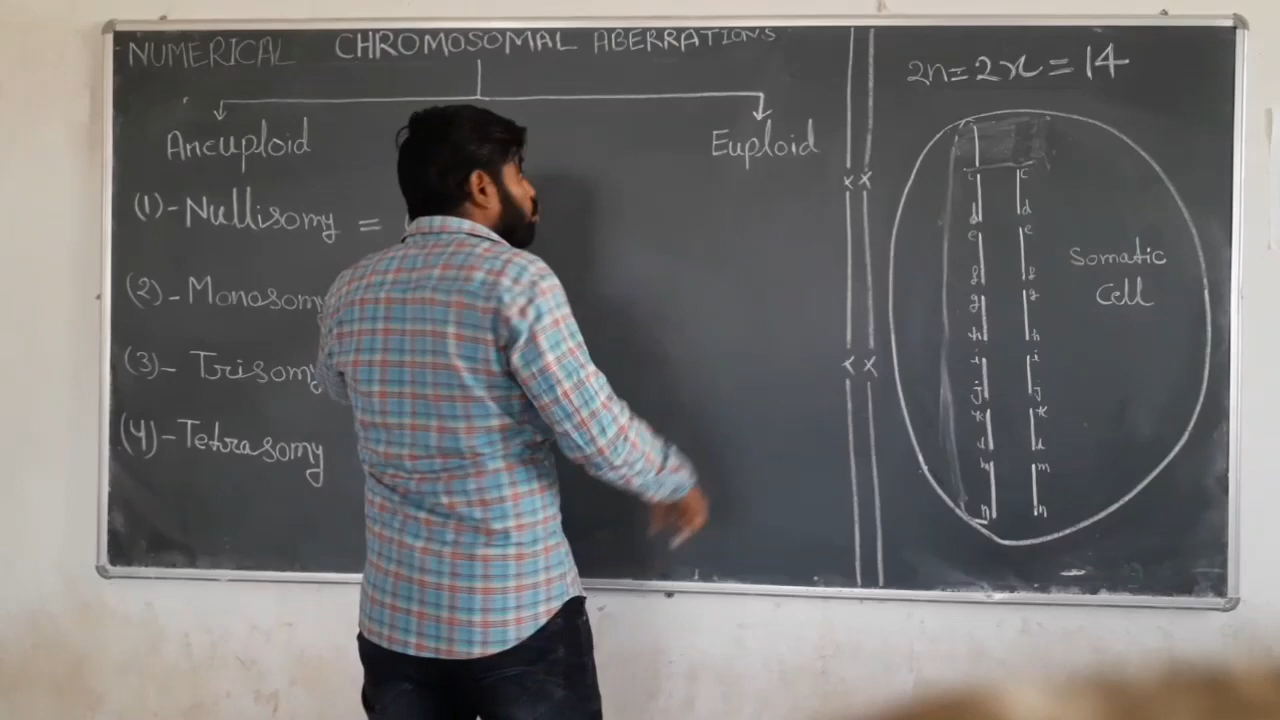 NUMERICAL CHROMOSOMAL ABERRATIONS
Aneuploid
Euploid
(1)-Nullisomy =
(2)-Monosomy
(3)-Trisomy
(4)-Tetrasomy
2n=2x=14
c c
d d
e e
f f
g g
h h
i i
j j
k k
l l
m m
n n
Somatic
Cell